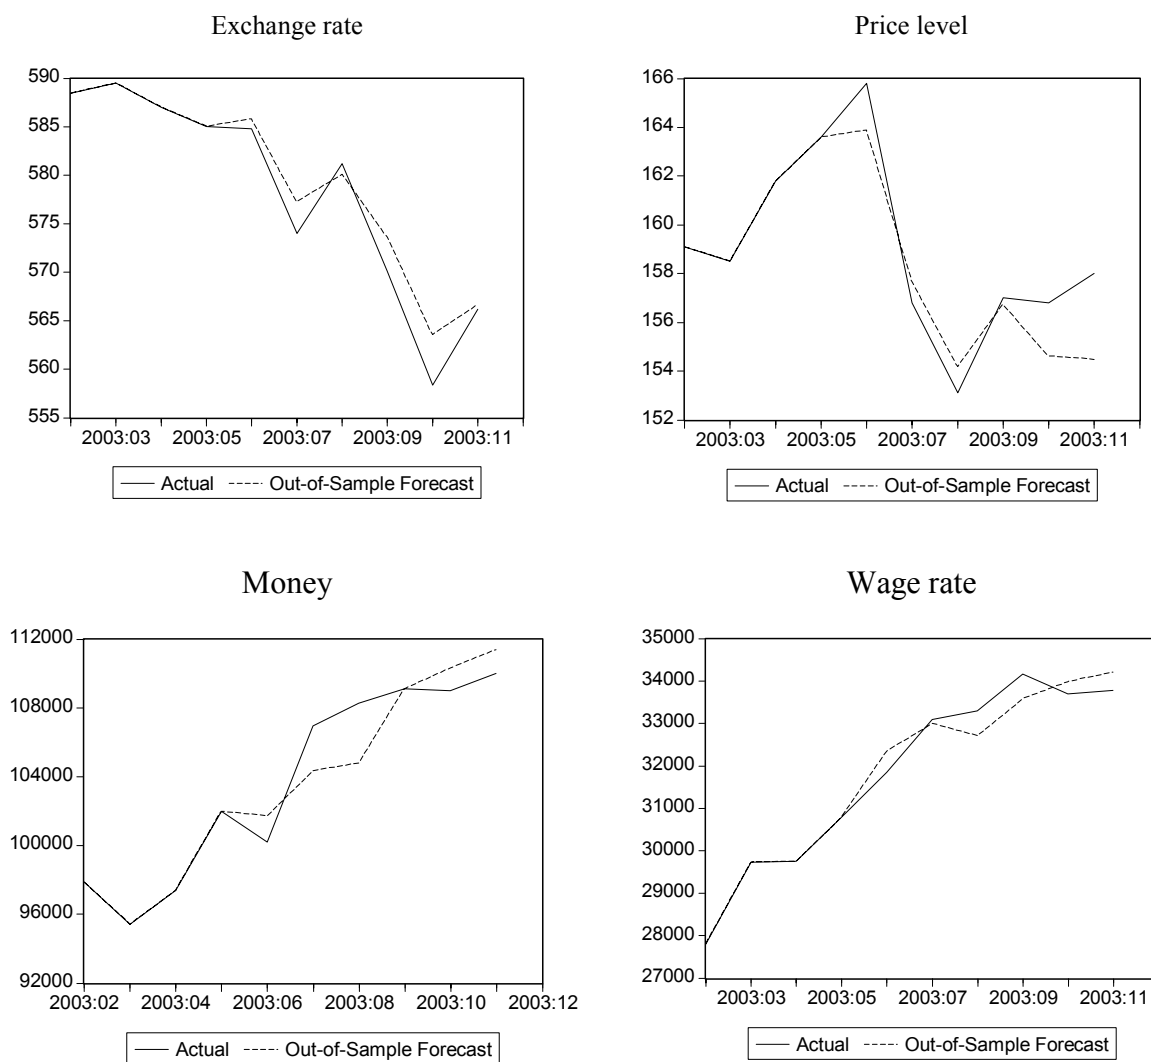 Exchange rate
590
585
580
575
570
565
560
555
2003:03 2003:05 2003:07 2003:09 2003:11
Actual Out-of-Sample Forecast
Price level
166
164
162
160
158
156
154
152
2003:03 2003:05 2003:07 2003:09 2003:11
Actual Out-of-Sample Forecast
Money
112000
108000
104000
100000
96000
92000
2003:02 2003:04 2003:06 2003:08 2003:10 2003:12
Actual Out-of-Sample Forecast
Wage rate
35000
34000
33000
32000
31000
30000
29000
28000
27000
2003:03 2003:05 2003:07 2003:09 2003:11
Actual Out-of-Sample Forecast